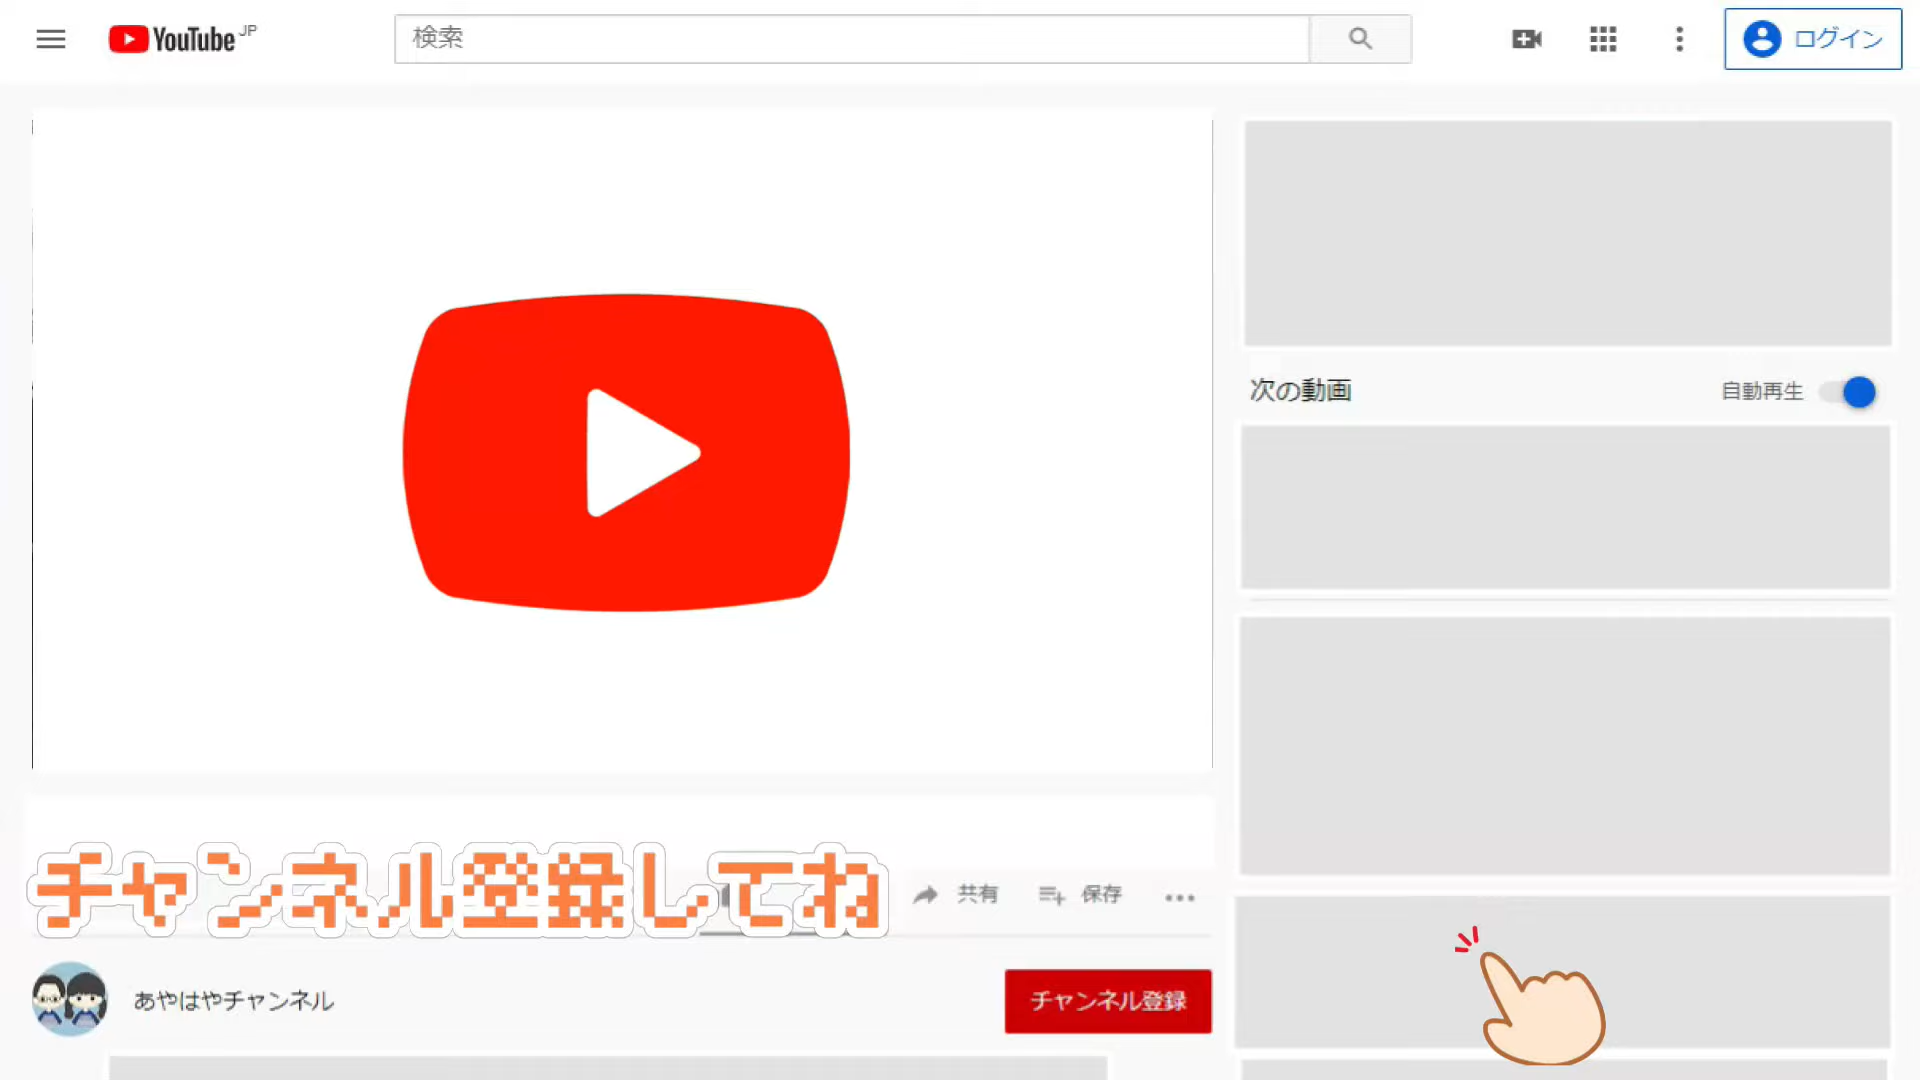 YouTube JP
検索
ログイン
次の動画
自動再生
チャンネル登録してね
共有
保存
あやはやチャンネル
チャンネル登録